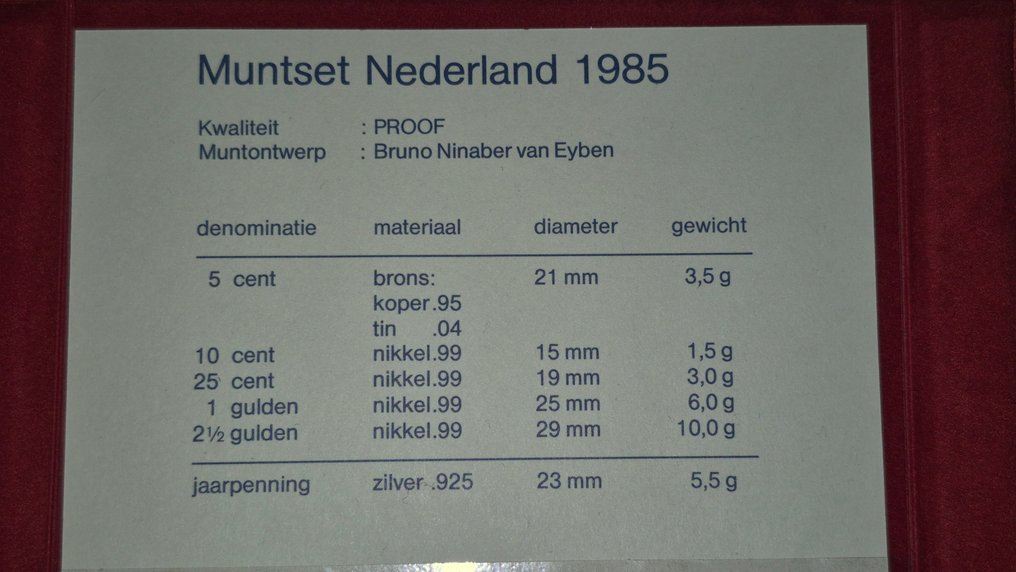 Muntset Nederland 1985
Kwaliteit : PROOF
Muntontwerp : Bruno Ninaber van Eyben
denominatie materiaal diameter gewicht
5 cent brons: 21 mm 3,5 g
koper .95
tin .04
10 cent nikkel .99 15 mm 1,5 g
25 cent nikkel .99 19 mm 3,0 g
1 gulden nikkel .99 25 mm 6,0 g
2½ gulden nikkel .99 29 mm 10,0 g
jaarpenning zilver .925 23 mm 5,5 g